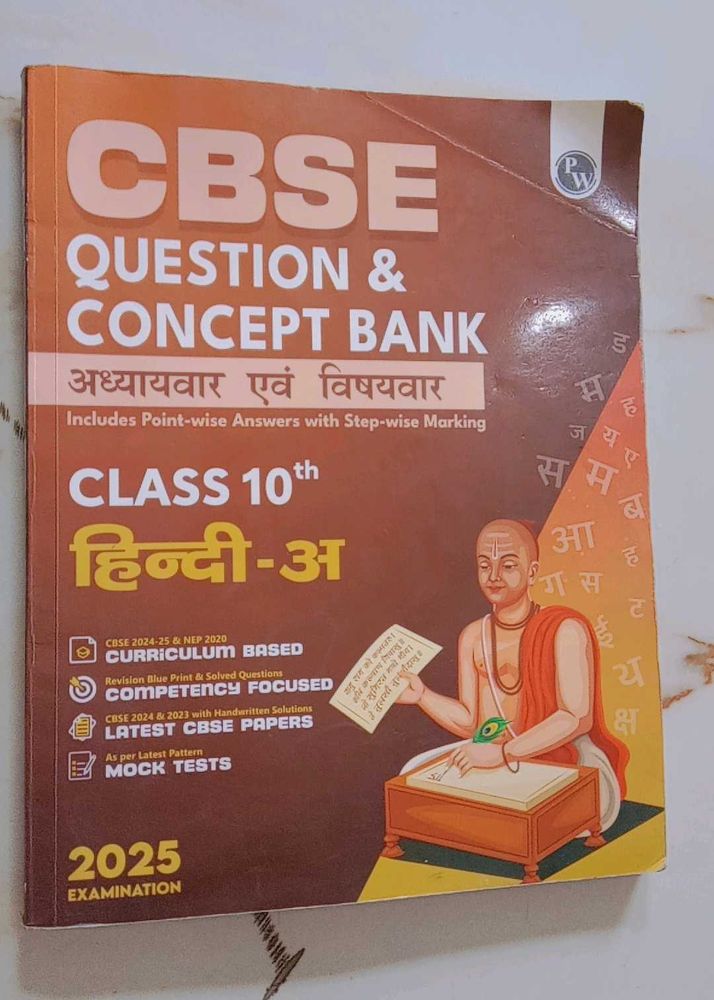 CBSE
PW
QUESTION &
CONCEPT BANK
अध्यायवार एवं विषयवार
Includes Point-wise Answers with Step-wise Marking
CLASS 10th
हिन्दी-अ
CBSE 2024-25 & NEP 2020
CURRiCULUM BASED
Revision Blue Print & Solved Questions
COMPETENCY FOCUSED
CBSE 2024 & 2023 with Handwritten Solutions
LATEST CBSE PAPERS
As per Latest Pattern
MOCK TESTS
2025
EXAMINATION
ड
म
ह
ज
य
ए
स
म
ब
आ
ह
ग
स
ट
ई
य
क्ष